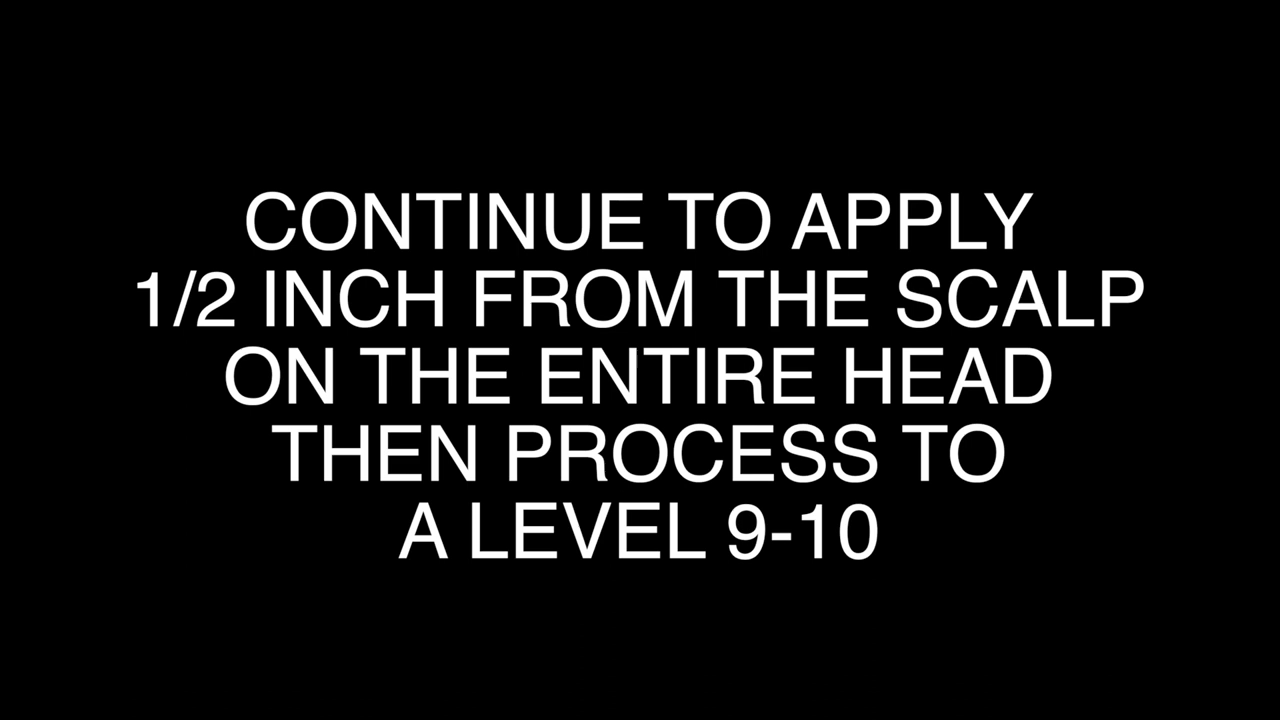 CONTINUE TO APPLY
1/2 INCH FROM THE SCALP
ON THE ENTIRE HEAD
THEN PROCESS TO
A LEVEL 9-10